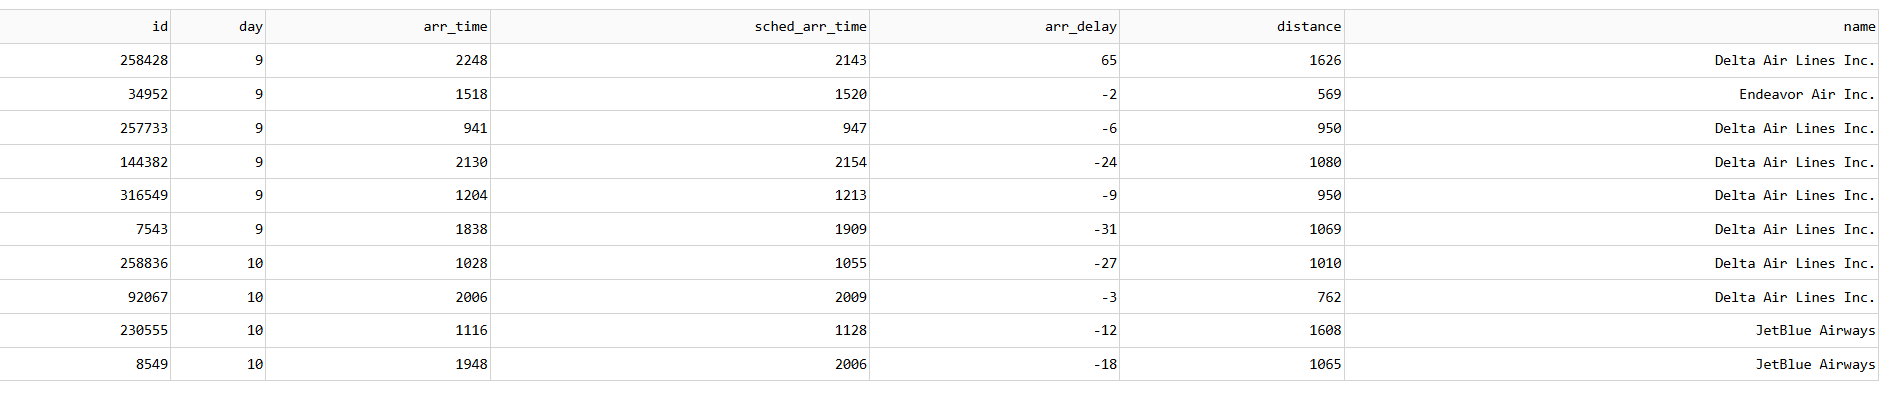 id day arr_time sched_arr_time arr_delay distance name
258428 9 2248 2143 65 1626 Delta Air Lines Inc.
34952 9 1518 1520 -2 569 Endeavor Air Inc.
257733 9 941 947 -6 950 Delta Air Lines Inc.
144382 9 2130 2154 -24 1080 Delta Air Lines Inc.
316549 9 1204 1213 -9 950 Delta Air Lines Inc.
7543 9 1838 1909 -31 1069 Delta Air Lines Inc.
258836 10 1028 1055 -27 1010 Delta Air Lines Inc.
92067 10 2006 2009 -3 762 Delta Air Lines Inc.
230555 10 1116 1128 -12 1608 JetBlue Airways
8549 10 1948 2006 -18 1065 JetBlue Airways